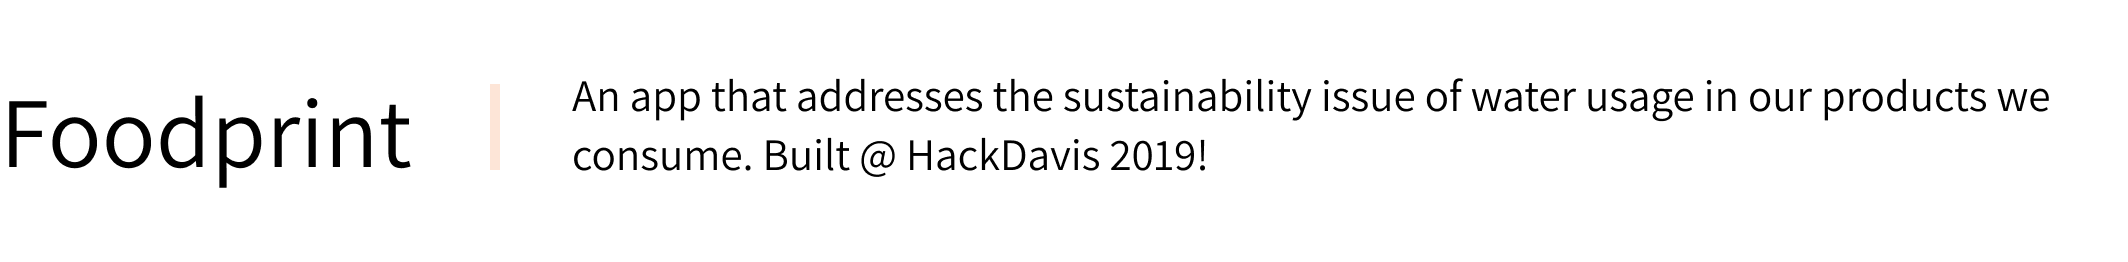 Foodprint
An app that addresses the sustainability issue of water usage in our products we
consume. Built @ HackDavis 2019!